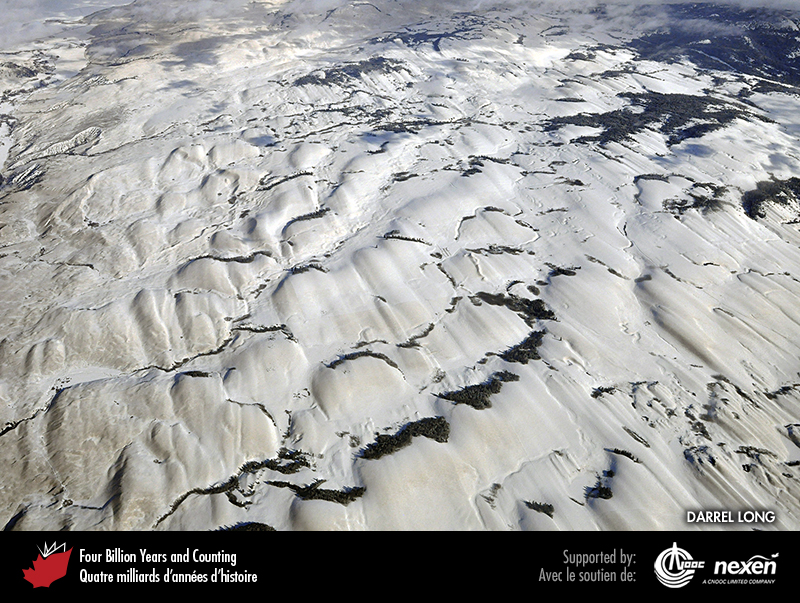 DARREL LONG
Four Billion Years and Counting
Quatre milliards d'années d'histoire
Supported by:
Avec le soutien de:
CNOOC
nexen
A CNOOC LIMITED COMPANY